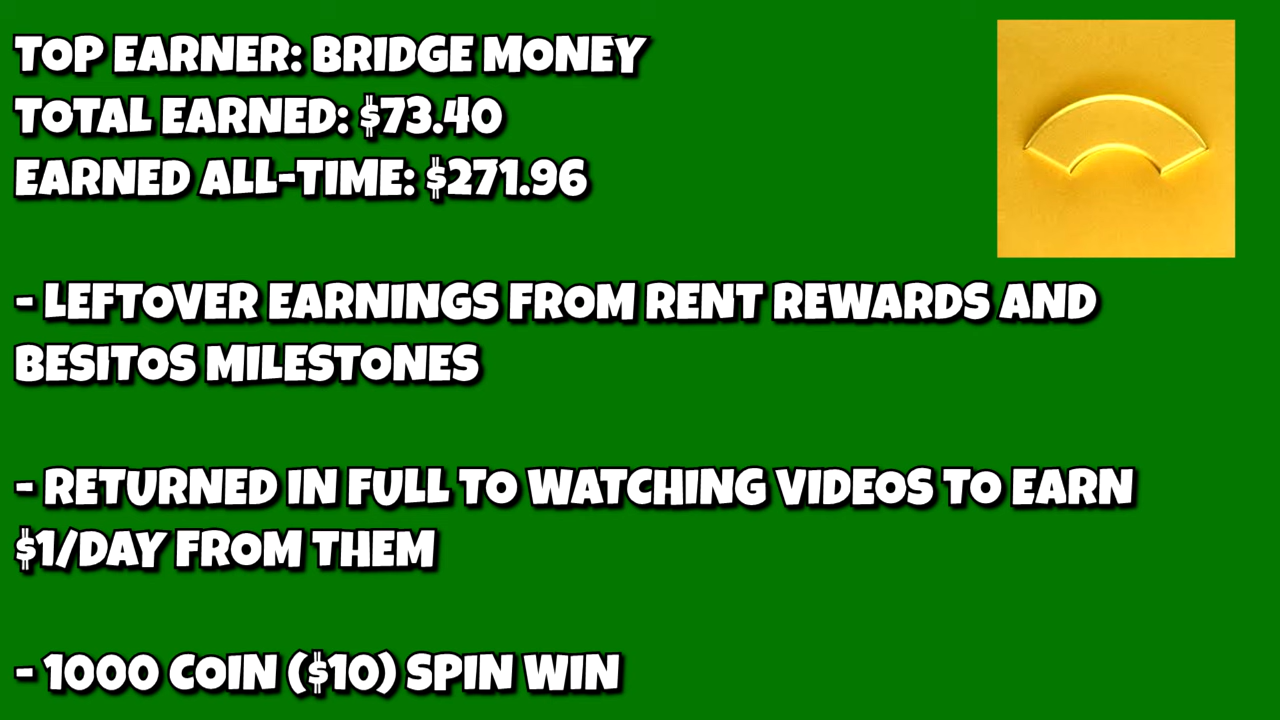 TOP EARNER: BRIDGE MONEY
TOTAL EARNED: $73.40
EARNED ALL-TIME: $271.96
- LEFTOVER EARNINGS FROM RENT REWARDS AND
BESITOS MILESTONES
- RETURNED IN FULL TO WATCHING VIDEOS TO EARN
$1/DAY FROM THEM
- 1000 COIN ($10) SPIN WIN